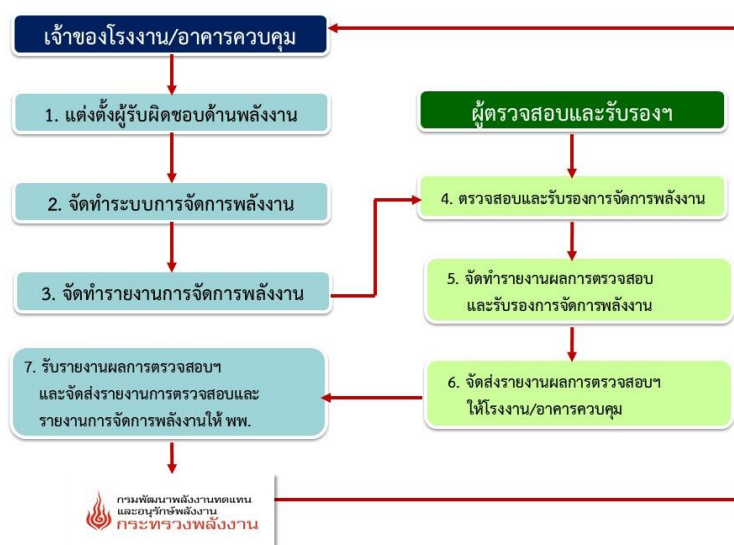 เจ้าของโรงงาน/อาคารควบคุม
1. แต่งตั้งผู้รับผิดชอบด้านพลังงาน
2. จัดทำระบบการจัดการพลังงาน
3. จัดทำรายงานการจัดการพลังงาน
ผู้ตรวจสอบและรับรองฯ
4. ตรวจสอบและรับรองการจัดการพลังงาน
5. จัดทำรายงานผลการตรวจสอบ
และรับรองการจัดการพลังงาน
6. จัดส่งรายงานผลการตรวจสอบฯ
ให้โรงงาน/อาคารควบคุม
7. รับรายงานผลการตรวจสอบฯ
และจัดส่งรายงานการตรวจสอบและ
รายงานการจัดการพลังงานให้ พพ.
กรมพัฒนาพลังงานทดแทน
และอนุรักษ์พลังงาน
กระทรวงพลังงาน